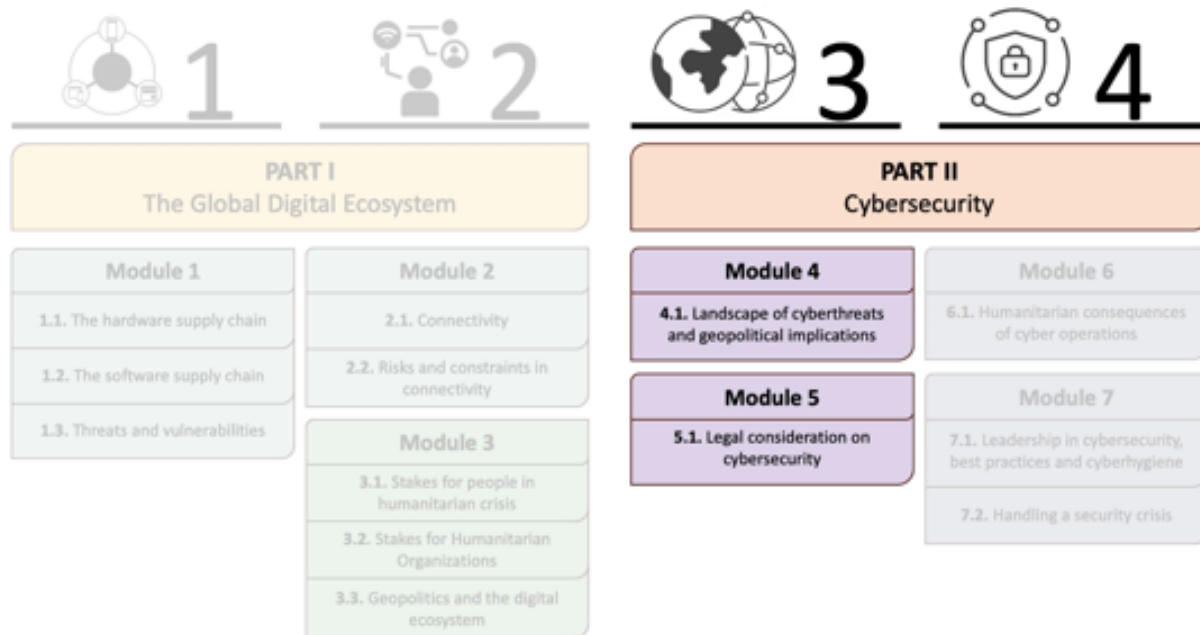 1
2
3
4
PART I
The Global Digital Ecosystem
PART II
Cybersecurity
Module 1
1.1. The hardware supply chain
1.2. The software supply chain
1.3. Threats and vulnerabilities
Module 2
2.1. Connectivity
2.2. Risks and constraints in
connectivity
Module 3
3.1. Stakes for people in
humanitarian crisis
3.2. Stakes for Humanitarian
Organizations
3.3. Geopolitics and the digital
ecosystem
Module 4
4.1. Landscape of cyberthreats
and geopolitical implications
Module 5
5.1. Legal consideration on
cybersecurity
Module 6
6.1. Humanitarian consequences
of cyber operations
Module 7
7.1. Leadership in cybersecurity,
best practices and cyberhygiene
7.2. Handling a security crisis